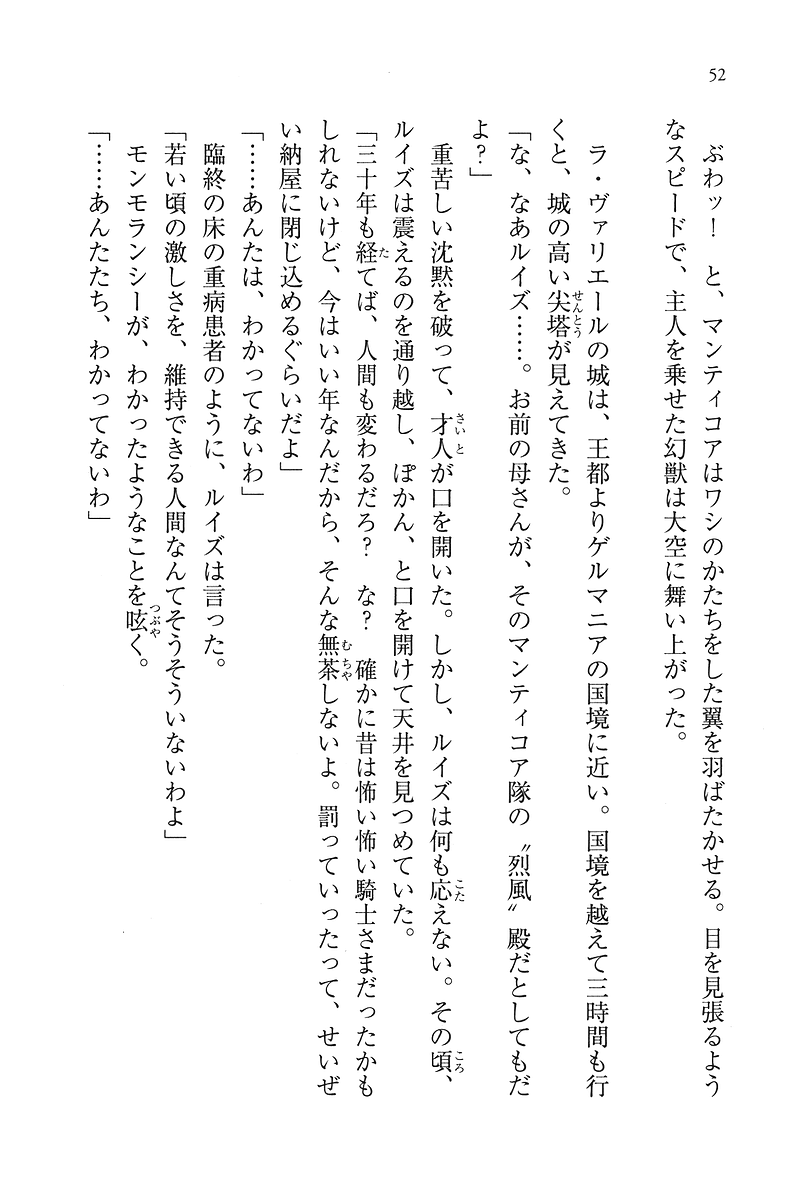 52
　ぶわッ！　と、マンティコアはワシのかたちをした翼を羽ばたかせる。目を見張るよう
なスピードで、主人を乗せた幻獣は大空に舞い上がった。
　ラ・ヴァリエールの城は、王都よりゲルマニアの国境に近い。国境を越えて三時間も行
くと、城の高い尖塔が見えてきた。
「な、なあルイズ……。お前の母さんが、そのマンティコア隊の〝烈風〟殿だとしてもだ
よ？」
　重苦しい沈黙を破って、才人が口を開いた。しかし、ルイズは何も応えない。その頃、
ルイズは震えるのを通り越し、ぽかん、と口を開けて天井を見つめていた。
「三十年も経てば、人間も変わるだろ？　な？　確かに昔は怖い怖い騎士さまだったかも
しれないけど、今はいい年なんだから、そんな無茶しないよ。罰っていったって、せいぜ
い納屋に閉じ込めるぐらいだよ」
「……あんたは、わかってないわ」
　臨終の床の重病患者のように、ルイズは言った。
「若い頃の激しさを、維持できる人間なんてそうそういないわよ」
　モンモランシーが、わかったようなことを呟く。
「……あんたたち、わかってないわ」